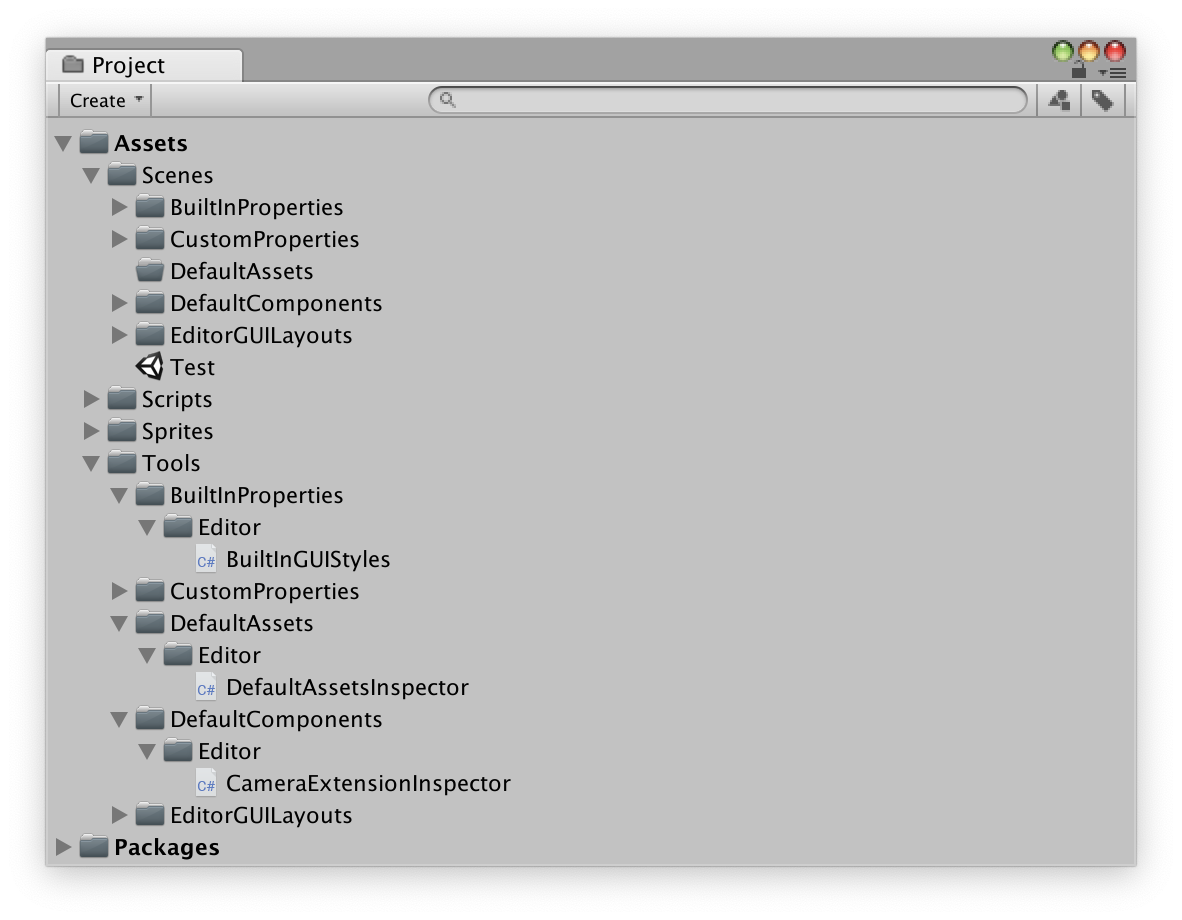 Project
Create
Assets
Scenes
BuiltInProperties
CustomProperties
DefaultAssets
DefaultComponents
EditorGUILayouts
Test
Scripts
Sprites
Tools
BuiltInProperties
Editor
C# BuiltInGUIStyles
CustomProperties
DefaultAssets
Editor
C# DefaultAssetsInspector
DefaultComponents
Editor
C# CameraExtensionInspector
EditorGUILayouts
Packages